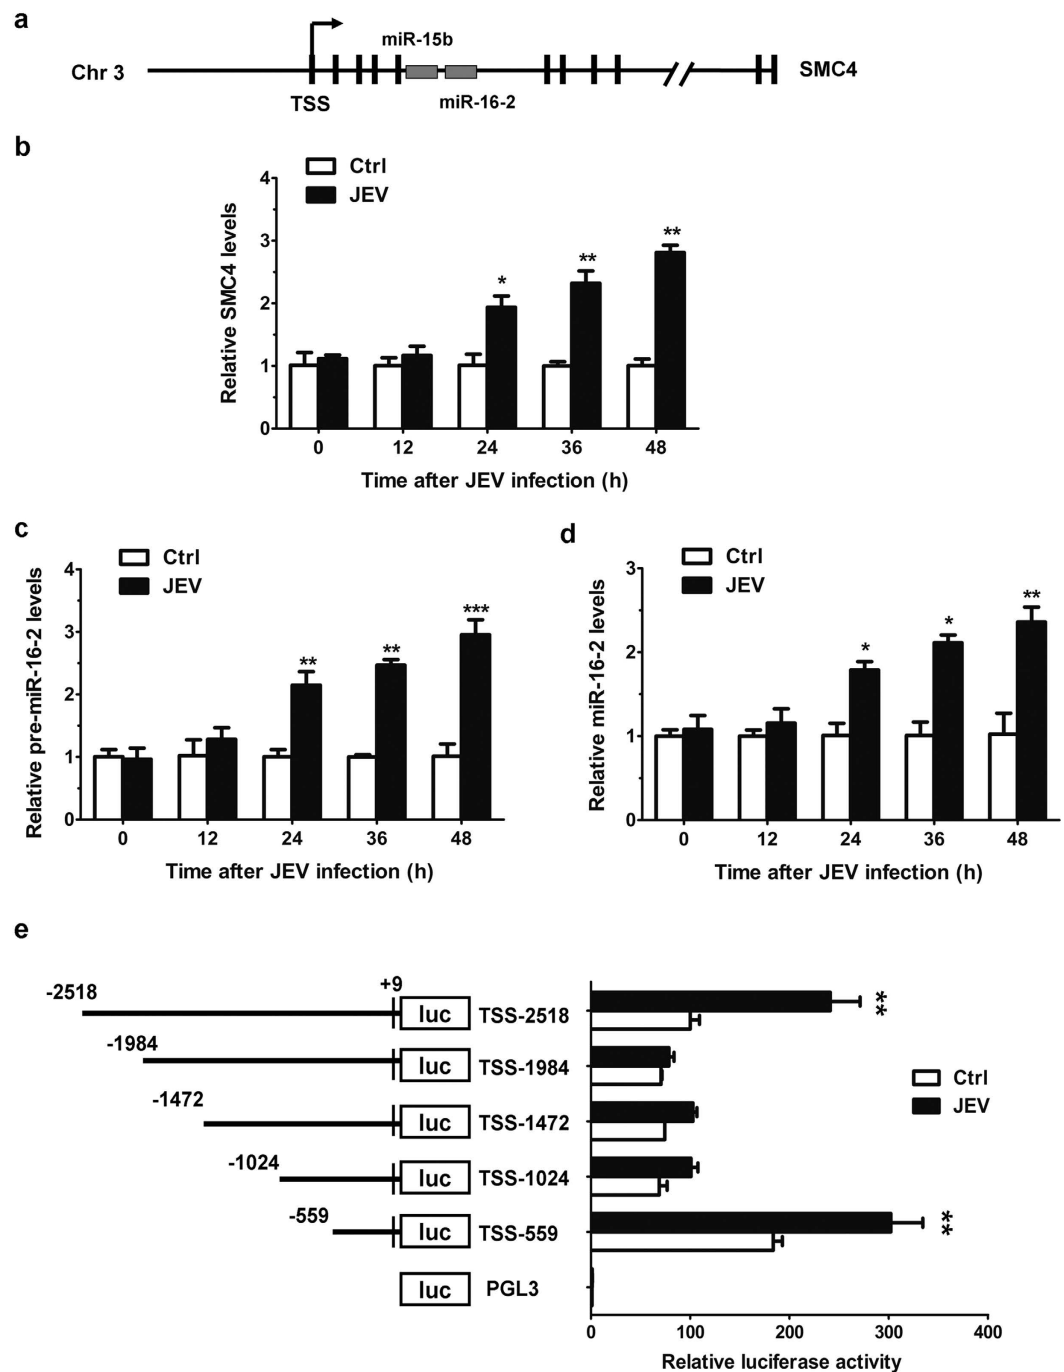 a
miR-15b
Chr 3
SMC4
TSS
miR-16-2
b
Ctrl
JEV
Relative SMC4 levels
4
3
2
1
0
*
**
**
0 12 24 36 48
Time after JEV infection (h)
c
Ctrl
JEV
Relative pre-miR-16-2 levels
4
3
2
1
0
**
**
***
0 12 24 36 48
Time after JEV infection (h)
d
Ctrl
JEV
Relative miR-16-2 levels
3
2
1
0
*
*
**
0 12 24 36 48
Time after JEV infection (h)
e
-2518 +9
luc TSS-2518
**
-1984
luc TSS-1984
-1472
luc TSS-1472
-1024
luc TSS-1024
-559
luc TSS-559
**
luc PGL3
Ctrl
JEV
0 100 200 300 400
Relative luciferase activity